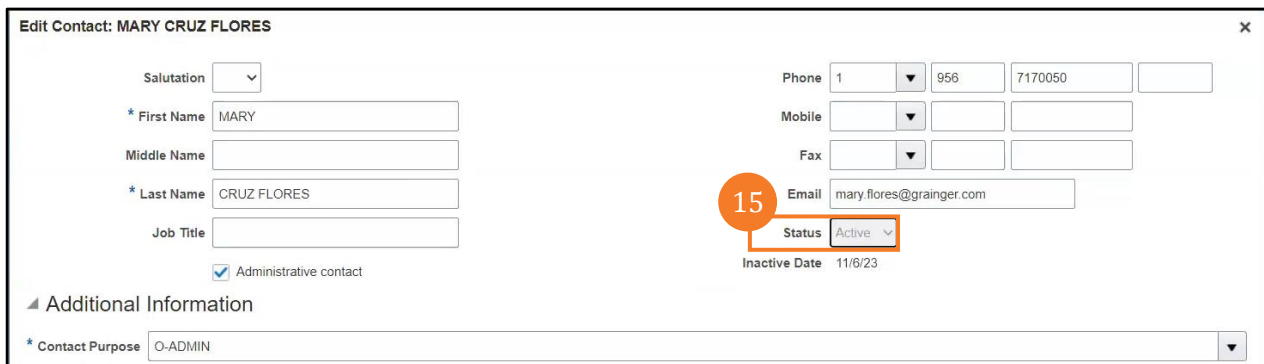 Edit Contact: MARY CRUZ FLORES
Salutation
* First Name MARY
Middle Name
* Last Name CRUZ FLORES
Job Title
Administrative contact
Phone 1 956 7170050
Mobile
Fax
Email mary.flores@grainger.com
15
Status Active
Inactive Date 11/6/23
Additional Information
* Contact Purpose O-ADMIN